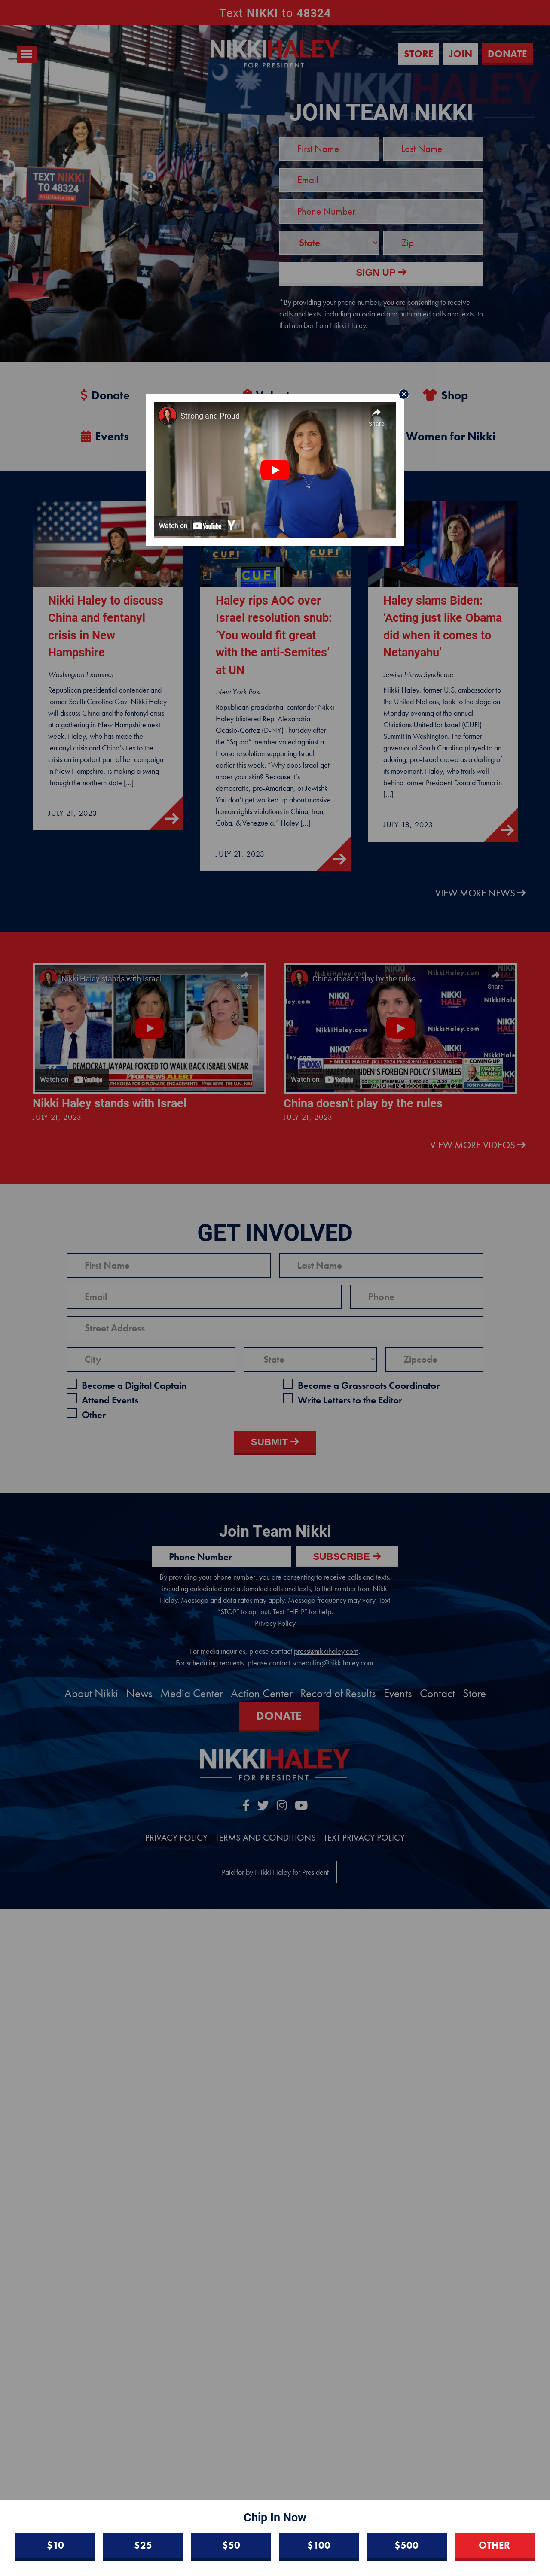 Text NIKKI to 48324
NIKKIHALEY
FOR PRESIDENT
STORE
JOIN
DONATE
TEXT NIKKI
TO 48324
NikkiHaley.com
JOIN TEAM NIKKI
First Name
Last Name
Email
Phone Number
State
Zip
SIGN UP
*By providing your phone number, you are consenting to receive
calls and texts, including autodialed and automated calls and texts, to
that number from Nikki Haley.
Donate
Shop
Events
Women for Nikki
Strong and Proud
Share
Watch on YouTube
CUFI
Nikki Haley to discuss
China and fentanyl
crisis in New
Hampshire
Washington Examiner
Republican presidential contender and
former South Carolina Gov. Nikki Haley
will discuss China and the fentanyl crisis
at a gathering in New Hampshire next
week. Haley, who has made the
fentanyl crisis and China's ties to the
crisis an important part of her campaign
in New Hampshire, is making a swing
through the northern state [...]
JULY 21, 2023
Haley rips AOC over
Israel resolution snub:
‘You would fit great
with the anti-Semites’
at UN
New York Post
Republican presidential contender Nikki
Haley blistered Rep. Alexandria
Ocasio-Cortez (D-NY) Thursday after
the “Squad” member voted against a
House resolution supporting Israel
earlier this week. “Why does Israel get
under your skin? Because it’s
democratic, pro-American, or Jewish?
You don’t get worked up about massive
human rights violations in China, Iran,
Cuba, & Venezuela,” Haley [...]
JULY 21, 2023
Haley slams Biden:
‘Acting just like Obama
did when it comes to
Netanyahu’
Jewish News Syndicate
Nikki Haley, former U.S. ambassador to
the United Nations, took to the stage on
Monday evening at the annual
Christians United for Israel (CUFI)
Summit in Washington. The former
governor of South Carolina played to an
adoring, pro-Israel crowd as a darling of
its movement. Haley, who trails well
behind former President Donald Trump in
[...]
JULY 18, 2023
VIEW MORE NEWS
Nikki Haley stands with Israel
Share
DEMOCRAT JAYAPAL FORCED TO WALK BACK ISRAEL SMEAR
Watch on YouTube
Nikki Haley stands with Israel
JULY 21, 2023
China doesn't play by the rules
Share
NikkiHaley.com
Watch on YouTube
China doesn't play by the rules
JULY 21, 2023
VIEW MORE VIDEOS
GET INVOLVED
First Name
Last Name
Email
Phone
Street Address
City
State
Zipcode
Become a Digital Captain
Become a Grassroots Coordinator
Attend Events
Write Letters to the Editor
Other
SUBMIT
Join Team Nikki
Phone Number
SUBSCRIBE
By providing your phone number, you are consenting to receive calls and texts,
including autodialed and automated calls and texts, to that number from Nikki
Haley. Message and data rates may apply. Message frequency may vary. Text
“STOP” to opt-out. Text “HELP” for help.
Privacy Policy
For media inquiries, please contact press@nikkihaley.com.
For scheduling requests, please contact scheduling@nikkihaley.com.
About Nikki
News
Media Center
Action Center
Record of Results
Events
Contact
Store
DONATE
NIKKIHALEY
FOR PRESIDENT
PRIVACY POLICY
TERMS AND CONDITIONS
TEXT PRIVACY POLICY
Paid for by Nikki Haley for President
Chip In Now
$10
$25
$50
$100
$500
OTHER